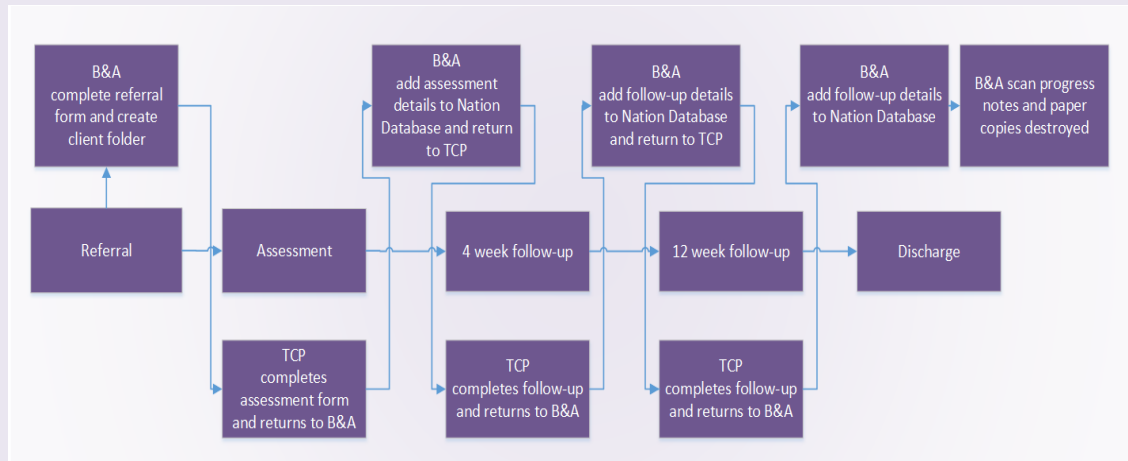 B&A
complete referral
form and create
client folder
B&A
add assessment
details to Nation
Database and return
to TCP
B&A
add follow-up details
to Nation Database
and return to TCP
B&A
add follow-up details
to Nation Database
B&A scan progress
notes and paper
copies destroyed
Referral
Assessment
4 week follow-up
12 week follow-up
Discharge
TCP
completes
assessment form
and returns to B&A
TCP
completes follow-up
and returns to B&A
TCP
completes follow-up
and returns to B&A